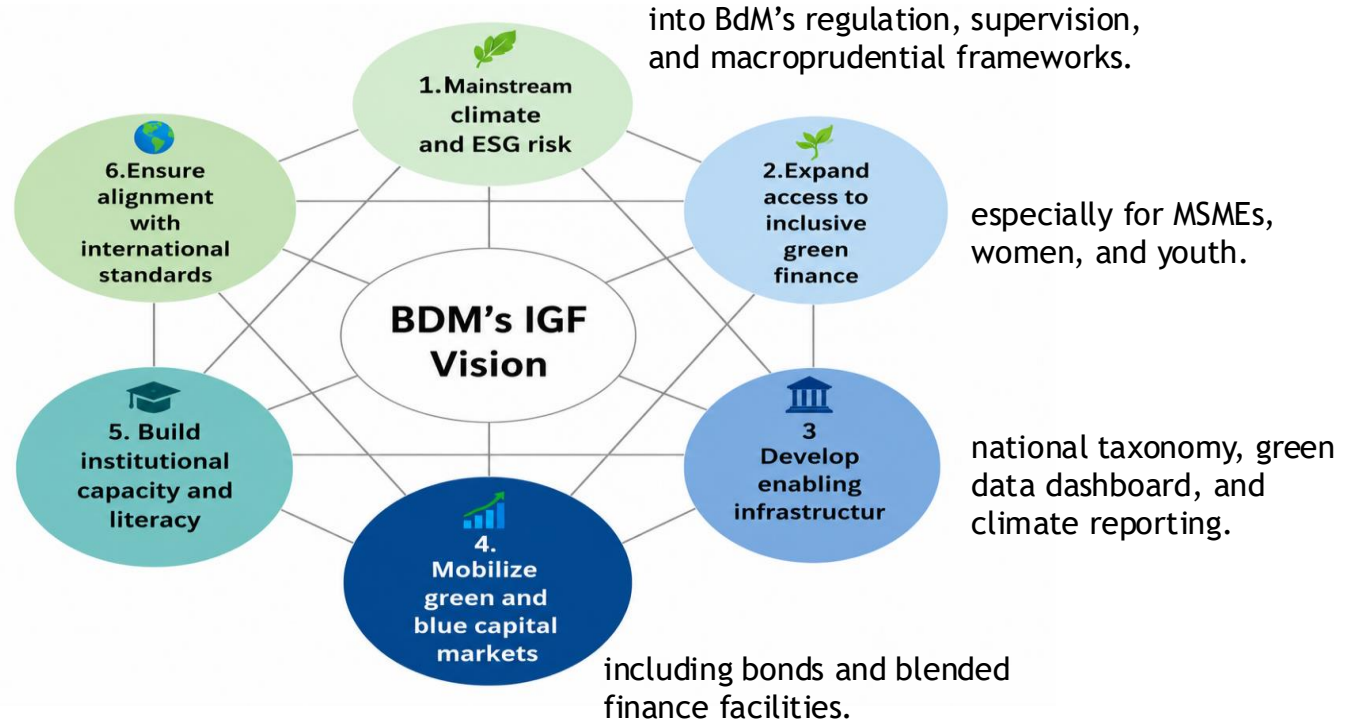 into BdM's regulation, supervision,
and macroprudential frameworks.
1.Mainstream
climate
and ESG risk
6.Ensure
alignment
with
international
standards
2.Expand
access to
inclusive
green
finance
especially for MSMEs,
women, and youth.
BDM's IGF
Vision
5. Build
institutional
capacity and
literacy
3
Develop
enabling
infrastructur
national taxonomy, green
data dashboard, and
climate reporting.
4.
Mobilize
green and
blue capital
markets
including bonds and blended
finance facilities.